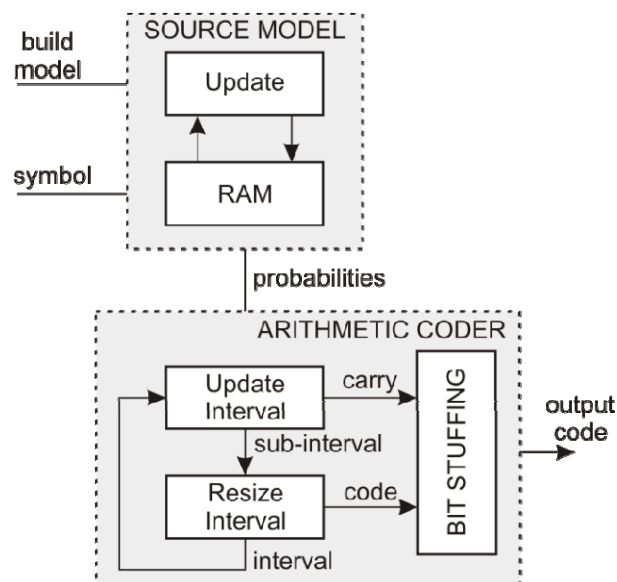 SOURCE MODEL
build
model
Update
symbol
RAM
probabilities
ARITHMETIC CODER
Update
Interval
carry
sub-interval
Resize
Interval
code
interval
BIT STUFFING
output
code